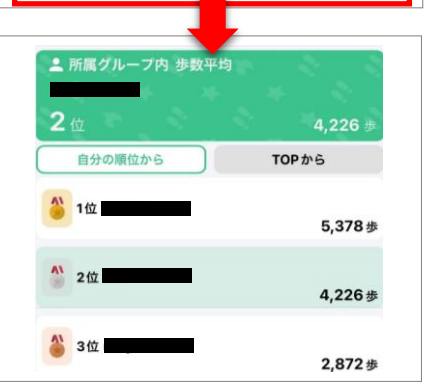 所属グループ内 歩数平均
2位
4,226 歩
自分の順位から
TOPから
1位
5,378 歩
2位
4,226 歩
3位
2,872 歩